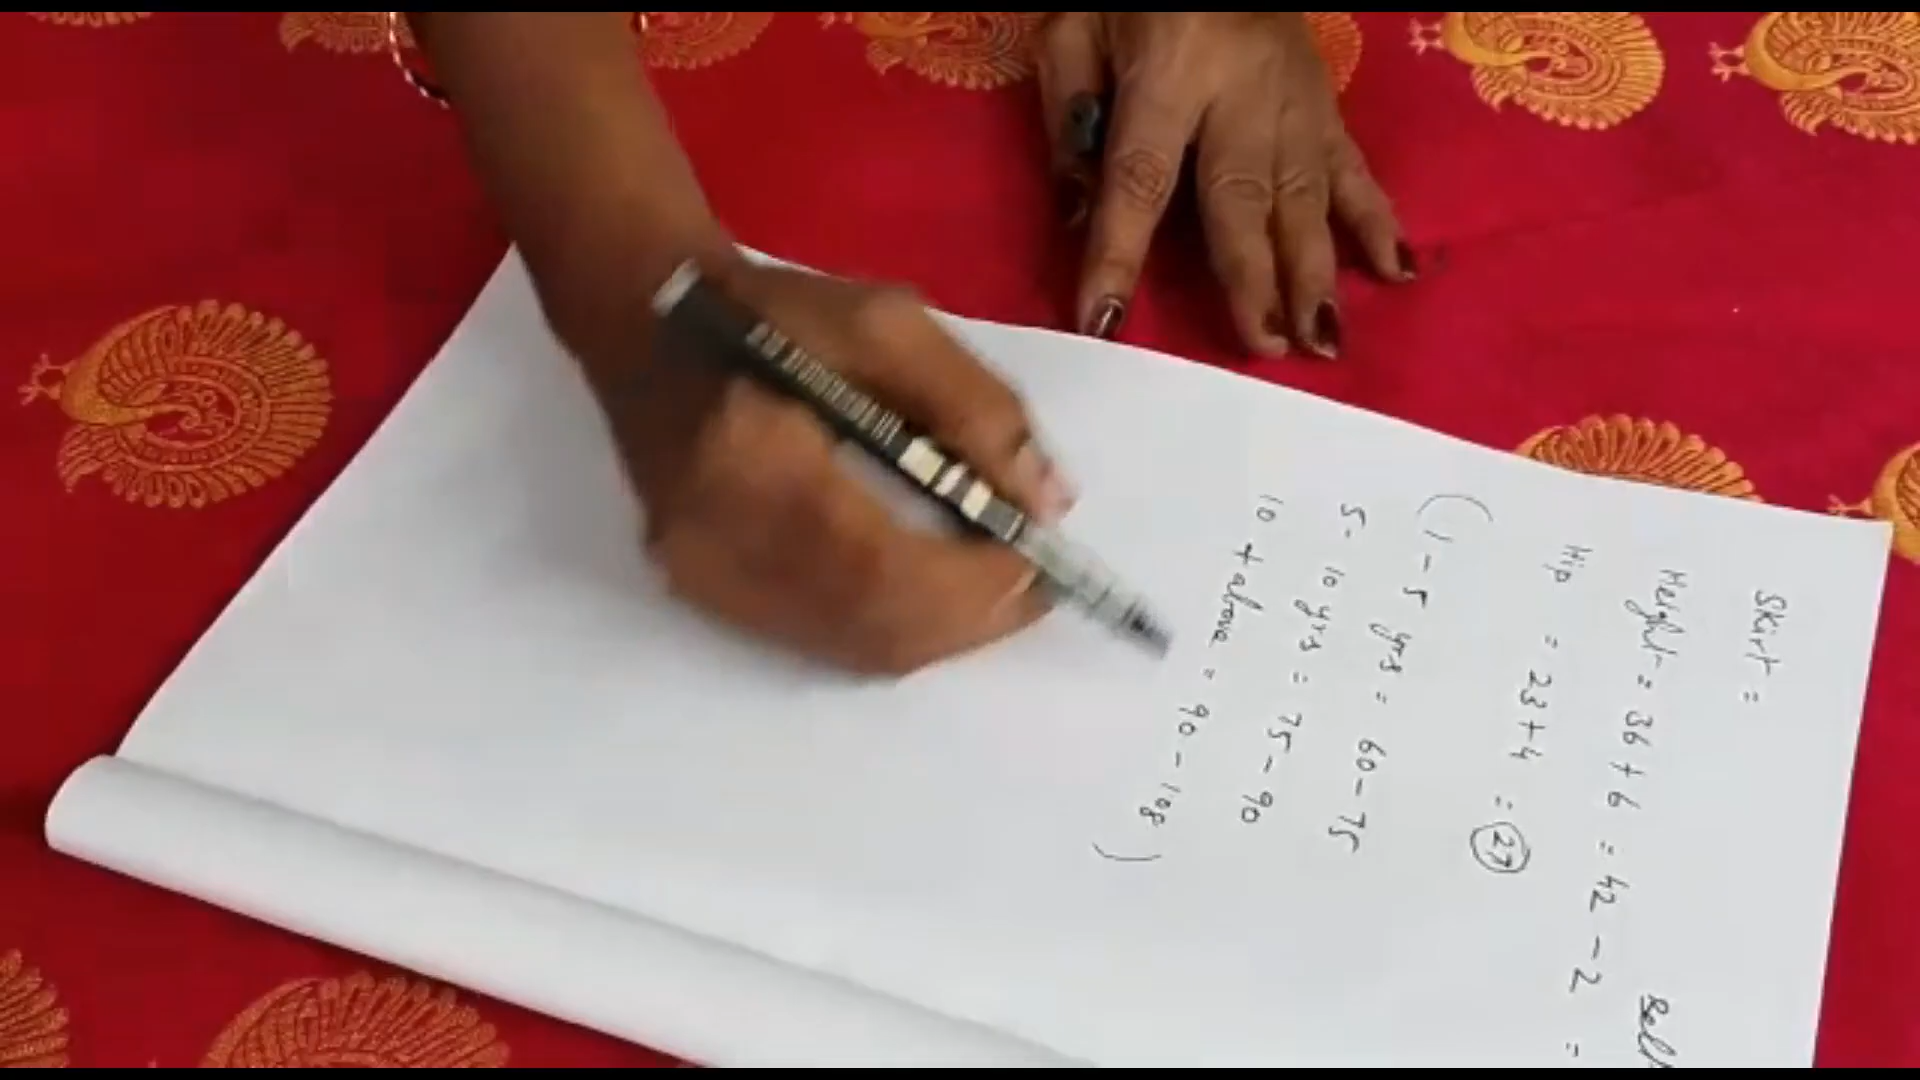 Skirt =
Belt
Height = 36 + 6 = 42 - 2 =
Hip = 23 + 4 = 27
(1 - 5 yrs = 60 - 75
5 - 10 yrs = 75 - 90
10 + above = 90 - 108)